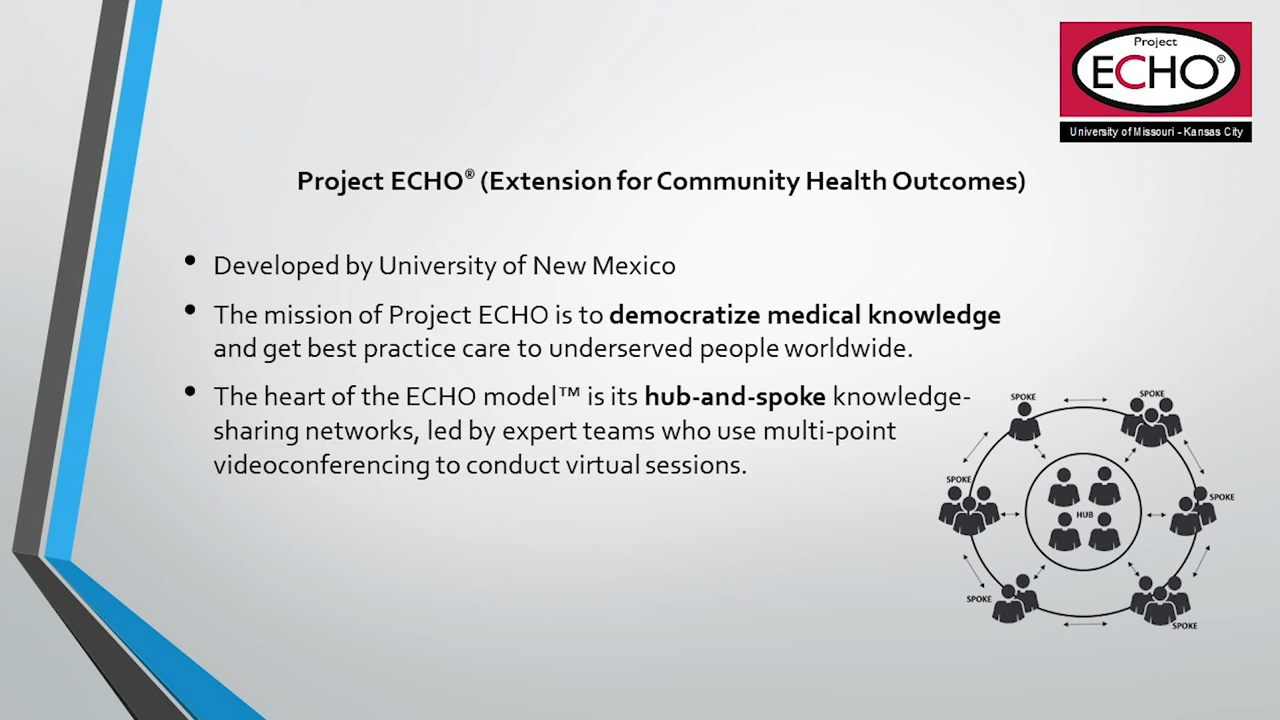 Project
ECHO®
University of Missouri - Kansas City
Project ECHO® (Extension for Community Health Outcomes)
• Developed by University of New Mexico
• The mission of Project ECHO is to democratize medical knowledge
and get best practice care to underserved people worldwide.
• The heart of the ECHO model™ is its hub-and-spoke knowledge-
sharing networks, led by expert teams who use multi-point
videoconferencing to conduct virtual sessions.
SPOKE
SPOKE
SPOKE
SPOKE
HUB
SPOKE
SPOKE